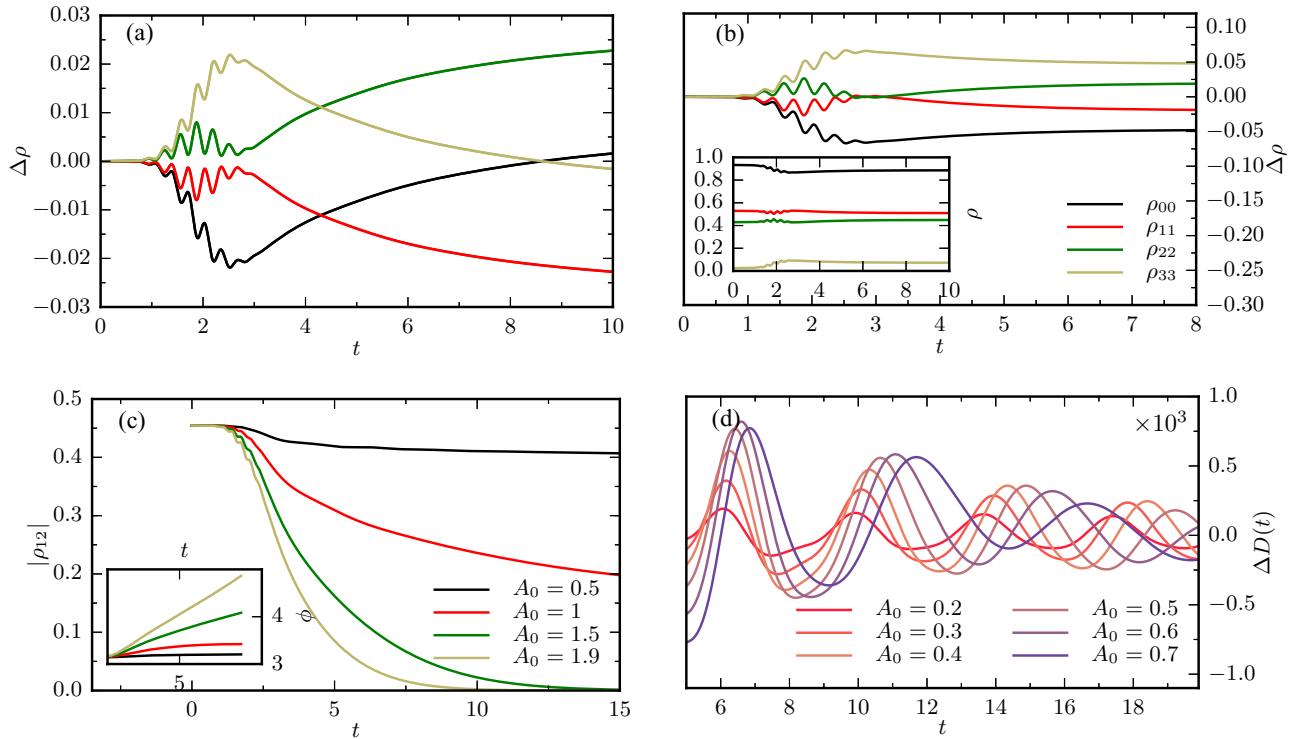 (a)
0.03
0.02
0.01
0.00
−0.01
−0.02
−0.03
Δρ
0 2 4 6 8 10
t
(b)
0.10
0.05
0.00
−0.05
−0.10
−0.15
−0.20
−0.25
−0.30
Δρ
1.0
0.8
0.6
0.4
0.2
0.0
ρ
0 2 4 6 8 10
ρ00
ρ11
ρ22
ρ33
0 1 2 3 4 5 6 7 8
t
(c)
0.5
0.4
0.3
0.2
0.1
0.0
|ρ12|
t
ϕ
4
3
5
A0 = 0.5
A0 = 1
A0 = 1.5
A0 = 1.9
0 5 10 15
t
(d)
×10³
1.0
0.5
0.0
−0.5
−1.0
ΔD(t)
A0 = 0.2
A0 = 0.3
A0 = 0.4
A0 = 0.5
A0 = 0.6
A0 = 0.7
6 8 10 12 14 16 18
t